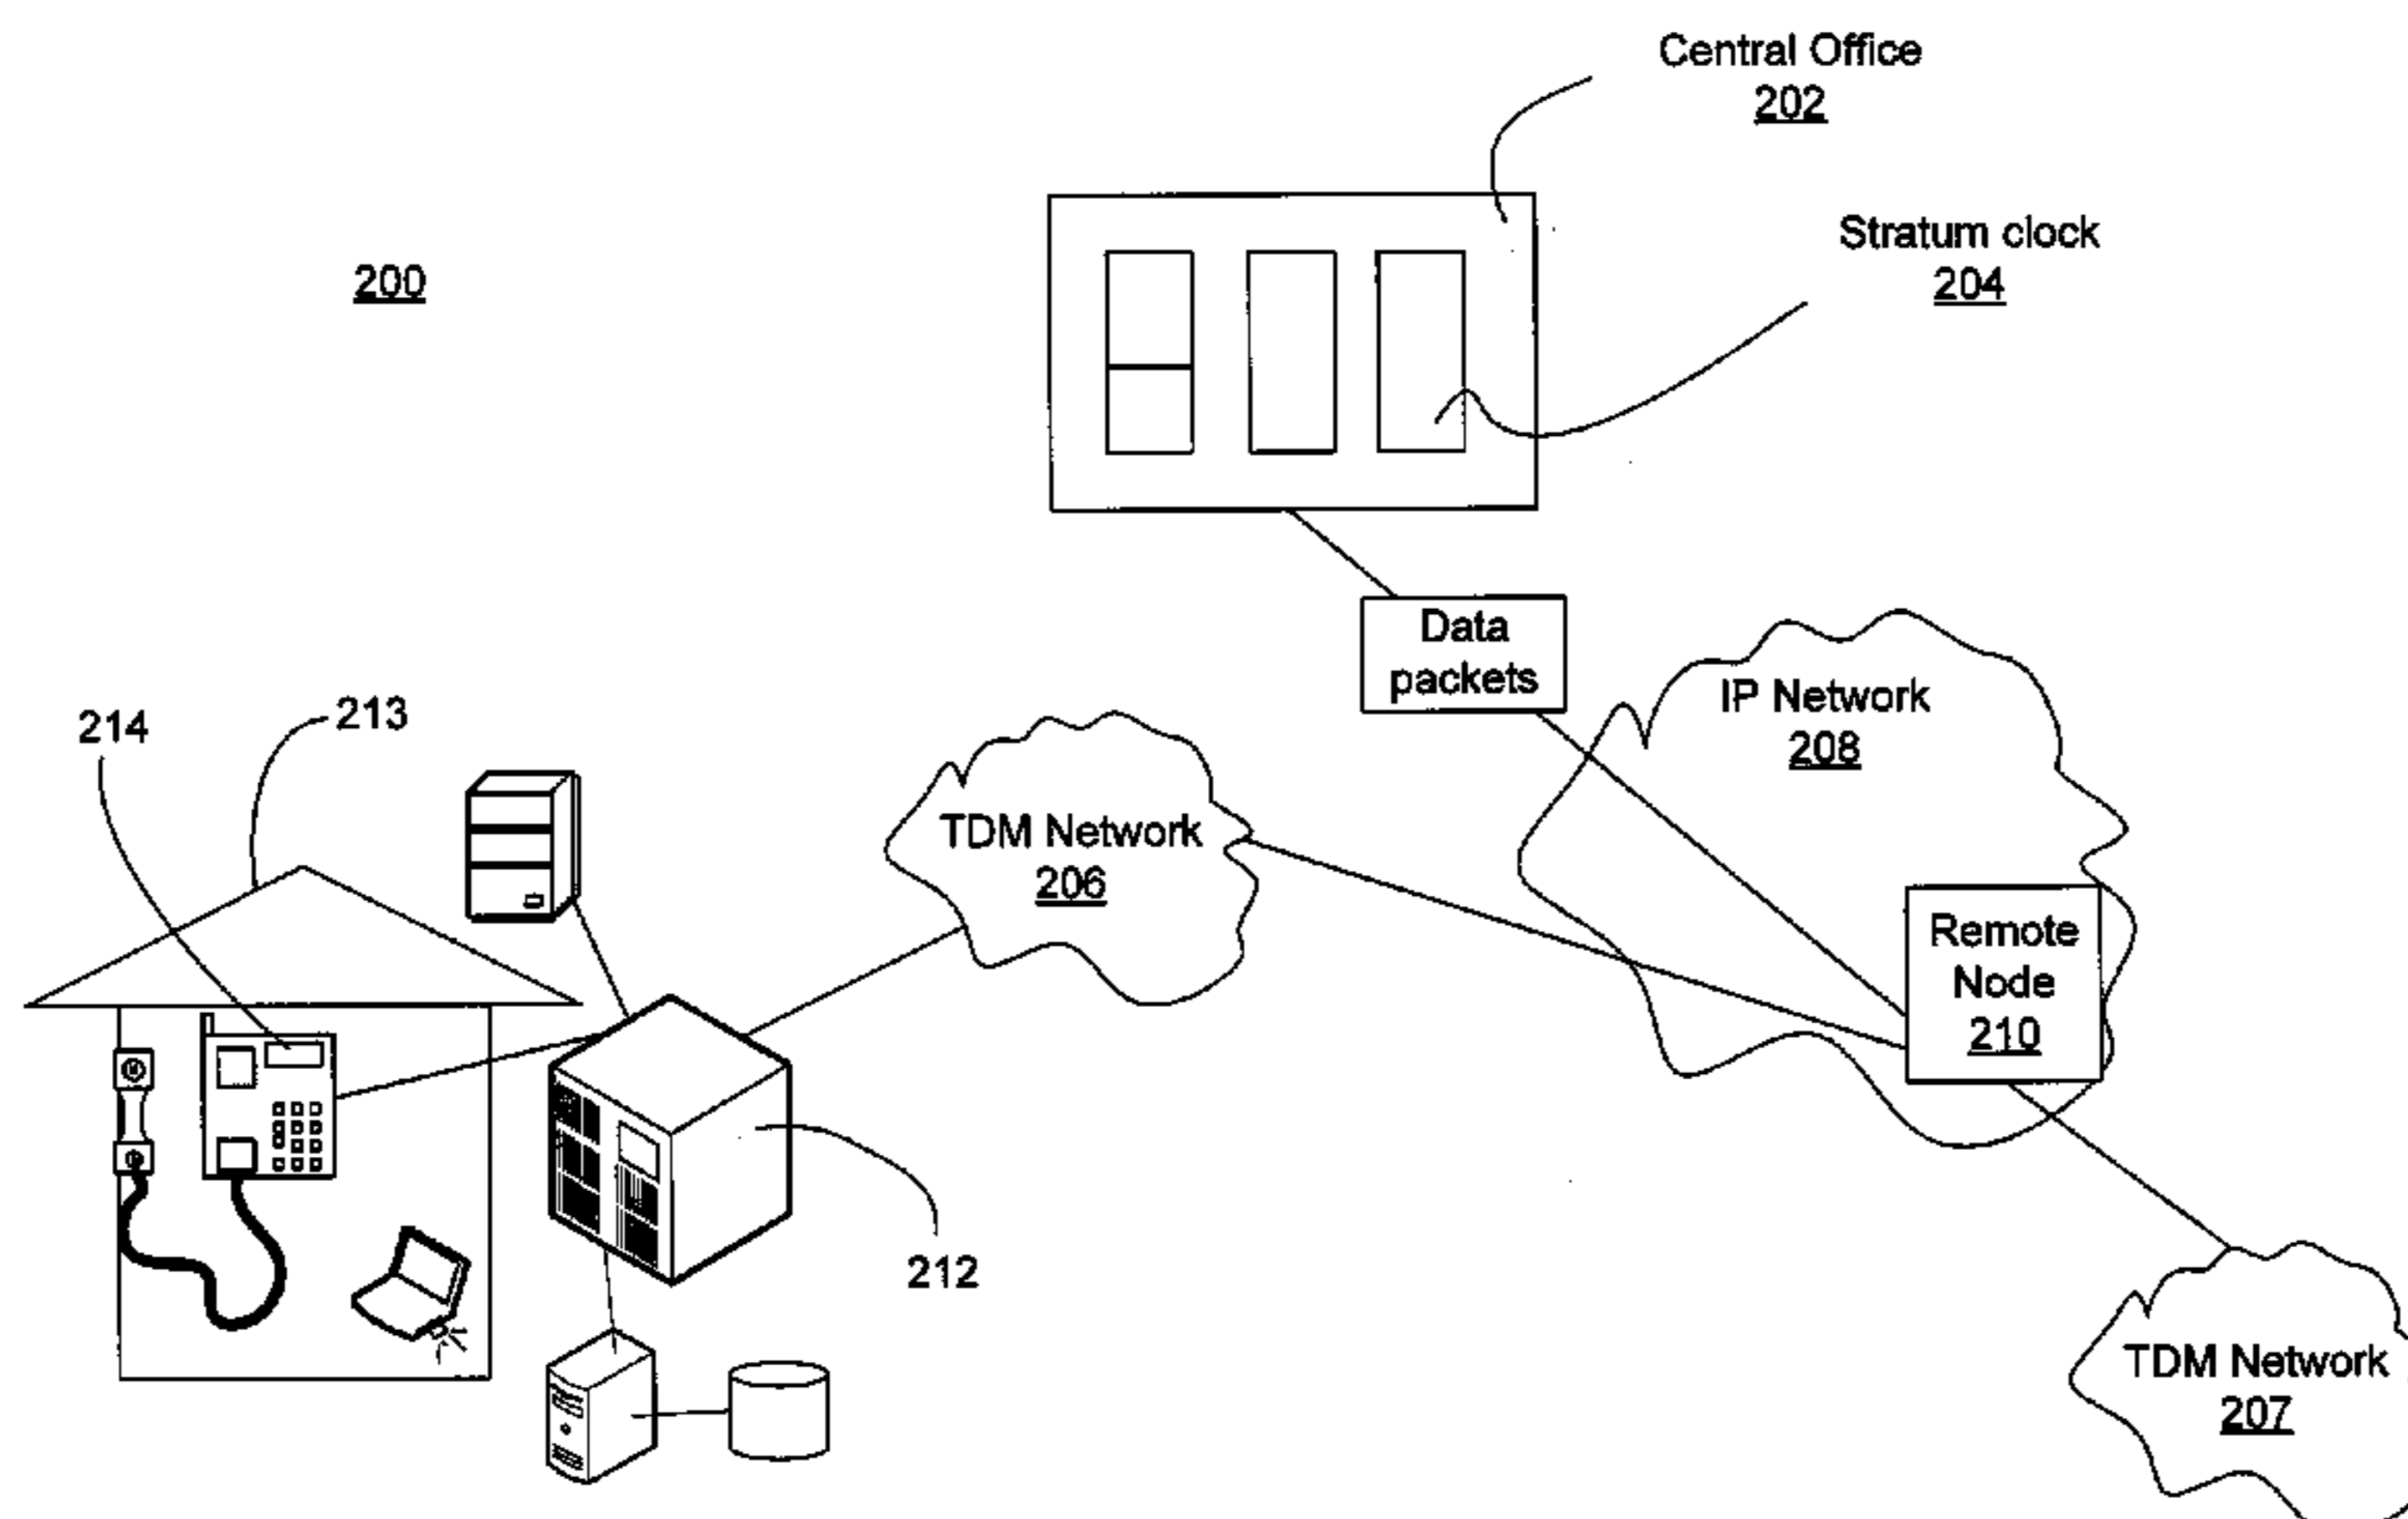 Central Office
202
Stratum clock
204
200
Data
packets
IP Network
208
213
214
TDM Network
206
Remote
Node
210
212
TDM Network
207